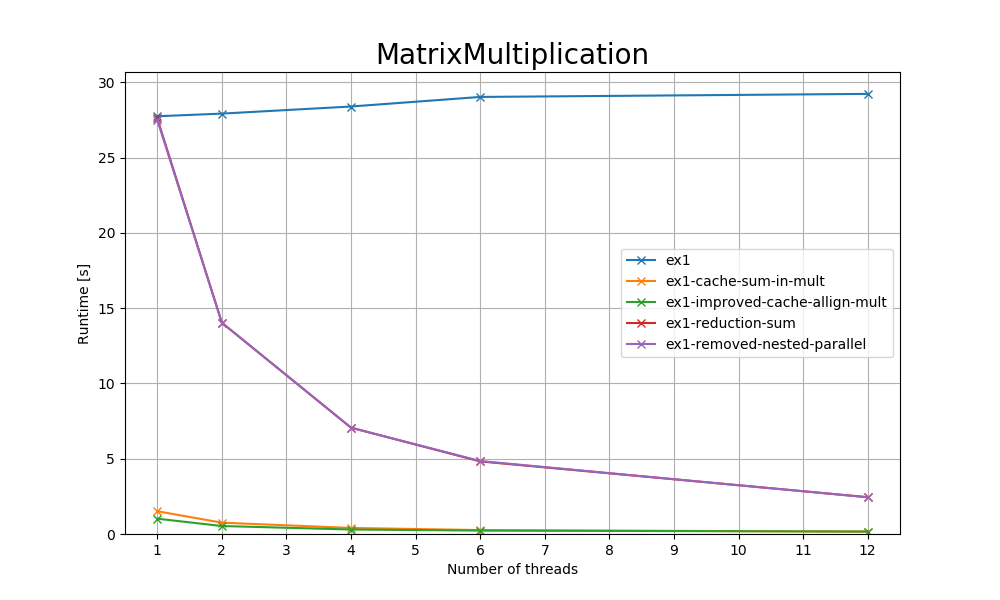 MatrixMultiplication
30
25
20
15
10
5
0
Runtime [s]
ex1
ex1-cache-sum-in-mult
ex1-improved-cache-allign-mult
ex1-reduction-sum
ex1-removed-nested-parallel
1 2 3 4 5 6 7 8 9 10 11 12
Number of threads